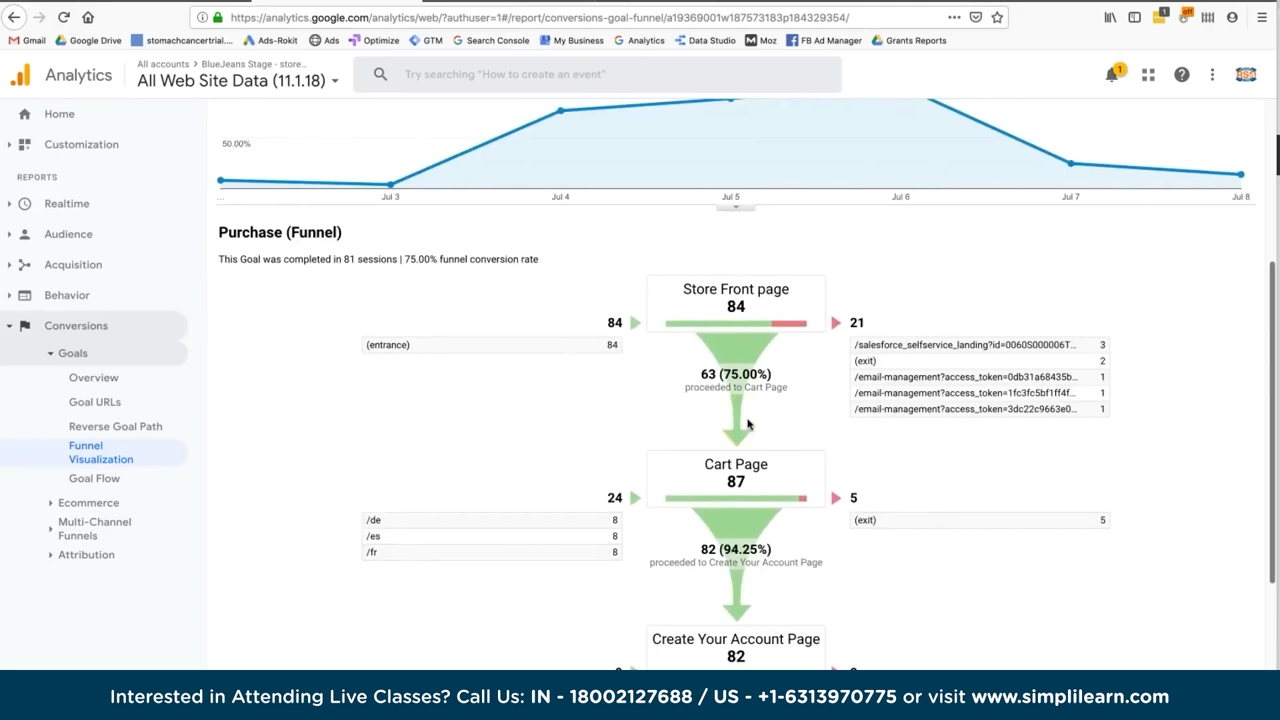 https://analytics.google.com/analytics/web/?authuser=1#/report/conversions-goal-funnel/a19369001w187573183p184329354/
1
off
Gmail
Google Drive
stomachcancertrial....
Ads-Rokit
Ads
Optimize
GTM
Search Console
My Business
Analytics
Data Studio
Moz
FB Ad Manager
Grants Reports
Analytics
All accounts > BlueJeans Stage - store...
All Web Site Data (11.1.18)
Try searching "How to create an event"
1
Home
Customization
REPORTS
Realtime
Audience
Acquisition
Behavior
Conversions
Goals
Overview
Goal URLs
Reverse Goal Path
Funnel
Visualization
Goal Flow
Ecommerce
Multi-Channel
Funnels
Attribution
50.00%
... Jul 3 Jul 4 Jul 5 Jul 6 Jul 7 Jul 8
Purchase (Funnel)
This Goal was completed in 81 sessions | 75.00% funnel conversion rate
Store Front page
84
84
(entrance) 84
21
/salesforce_selfservice_landing?id=0060S000006T... 3
(exit) 2
/email-management?access_token=0db31a68435b... 1
/email-management?access_token=1fc3fc5bf1ff4f... 1
/email-management?access_token=3dc22c9663e0... 1
63 (75.00%)
proceeded to Cart Page
Cart Page
87
24
/de 8
/es 8
/fr 8
5
(exit) 5
82 (94.25%)
proceeded to Create Your Account Page
Create Your Account Page
82
Interested in Attending Live Classes? Call Us: IN - 18002127688 / US - +1-6313970775 or visit www.simplilearn.com